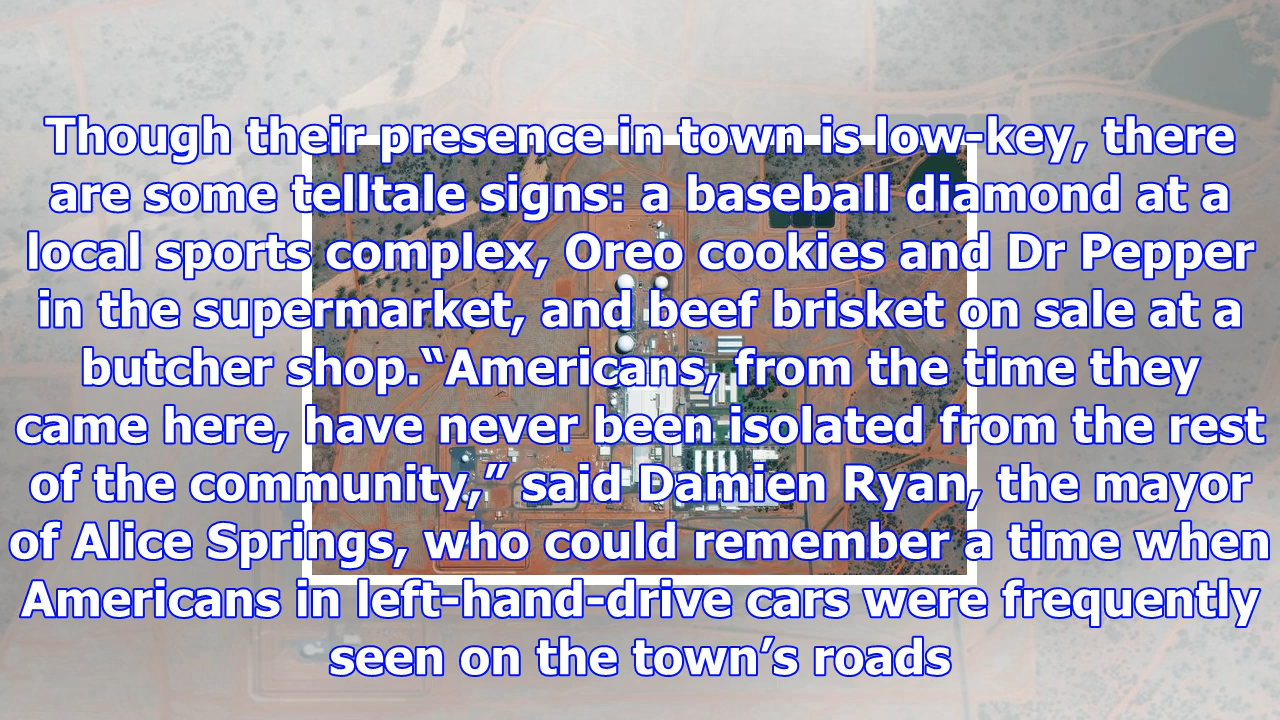 Though their presence in town is low-key, there
are some telltale signs: a baseball diamond at a
local sports complex, Oreo cookies and Dr Pepper
in the supermarket, and beef brisket on sale at a
butcher shop.“Americans, from the time they
came here, have never been isolated from the rest
of the community,” said Damien Ryan, the mayor
of Alice Springs, who could remember a time when
Americans in left-hand-drive cars were frequently
seen on the town’s roads